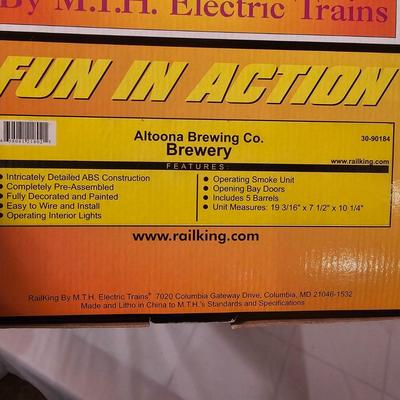 By M.T.H. Electric Trains
FUN IN ACTION
Altoona Brewing Co.
30-90184
Brewery
www.railking.com
FEATURES:
• Intricately Detailed ABS Construction
• Completely Pre-Assembled
• Fully Decorated and Painted
• Easy to Wire and Install
• Operating Interior Lights
• Operating Smoke Unit
• Opening Bay Doors
• Includes 5 Barrels
• Unit Measures: 19 3/16" x 7 1/2" x 10 1/4"
www.railking.com
RailKing By M.T.H. Electric Trains® 7020 Columbia Gateway Drive, Columbia, MD 21046-1532
Made and Litho in China to M.T.H.'s Standards and Specifications